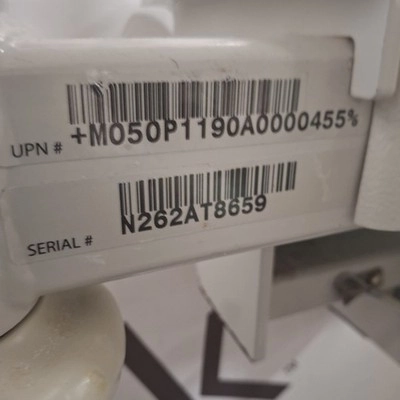 UPN # +M050P1190A0000455%
SERIAL # N262AT8659